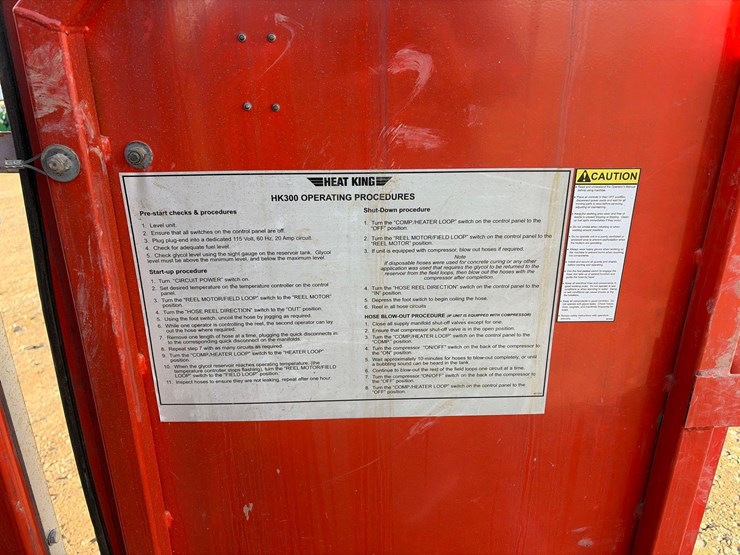 HEAT KING
HK300 OPERATING PROCEDURES
Pre-start checks & procedures
1. Level unit.
2. Ensure that all switches on the control panel are off.
3. Plug plug-end into a dedicated 115 Volt, 60 Hz, 20 Amp circuit.
4. Check for adequate fuel level.
5. Check glycol level using the sight gauge on the reservoir tank. Glycol
level must be above the minimum level, and below the maximum level.
Start-up procedure
1. Turn "CIRCUIT POWER" switch on.
2. Set desired temperature on the temperature controller on the control
panel.
3. Turn the "REEL MOTOR/FIELD LOOP" switch to the "REEL MOTOR"
position.
4. Turn the "HOSE REEL DIRECTION" switch to the "OUT" position.
5. Using the foot switch, uncoil the hose by jogging as required.
6. While one operator is controlling the reel, the second operator can lay
out the hose where required.
7. Remove one length of hose at a time, plugging the quick disconnects in
to the corresponding quick disconnect on the manifolds.
8. Repeat step 7 with as many circuits as required.
9. Turn the "COMP/HEATER LOOP" switch to the "HEATER LOOP"
position.
10. When the glycol reservoir reaches operating temperature, (the
temperature controller stops flashing), turn the "REEL MOTOR/FIELD
LOOP" switch to the "FIELD LOOP" position.
11. Inspect hoses to ensure they are not leaking, repeat after one hour.
Shut-Down procedure
1. Turn the "COMP/HEATER LOOP" switch on the control panel to the
"OFF" position.
2. Turn the "REEL MOTOR/FIELD LOOP" switch on the control panel to the
"REEL MOTOR" position.
3. If unit is equipped with compressor, blow out hoses if required.
Note
If disposable hoses were used for concrete curing or any other
application was used that requires the glycol to be returned to the
reservoir from the field loops, then blow out the hoses with the
compressor after completion.
4. Turn the "HOSE REEL DIRECTION" switch on the control panel to the
"IN" position.
5. Depress the foot switch to begin coiling the hose.
6. Reel in all hose circuits
HOSE BLOW-OUT PROCEDURE (IF UNIT IS EQUIPPED WITH COMPRESSOR)
1. Close all supply manifold shut-off valves except for one.
2. Ensure that compressor shut-off valve is in the open position.
3. Turn the "COMP/HEATER LOOP" switch on the control panel to the
"COMP" position.
4. Turn the compressor "ON/OFF" switch on the back of the compressor to
the "ON" position.
5. Wait approximately 10-minutes for hoses to blow-out completely, or until
a bubbling sound can be heard in the tank.
6. Continue to blow-out the rest of the field loops one circuit at a time.
7. Turn the compressor "ON/OFF" switch on the back of the compressor to
the "OFF" position.
8. Turn the "COMP/HEATER LOOP" switch on the control panel to the
"OFF" position.
CAUTION